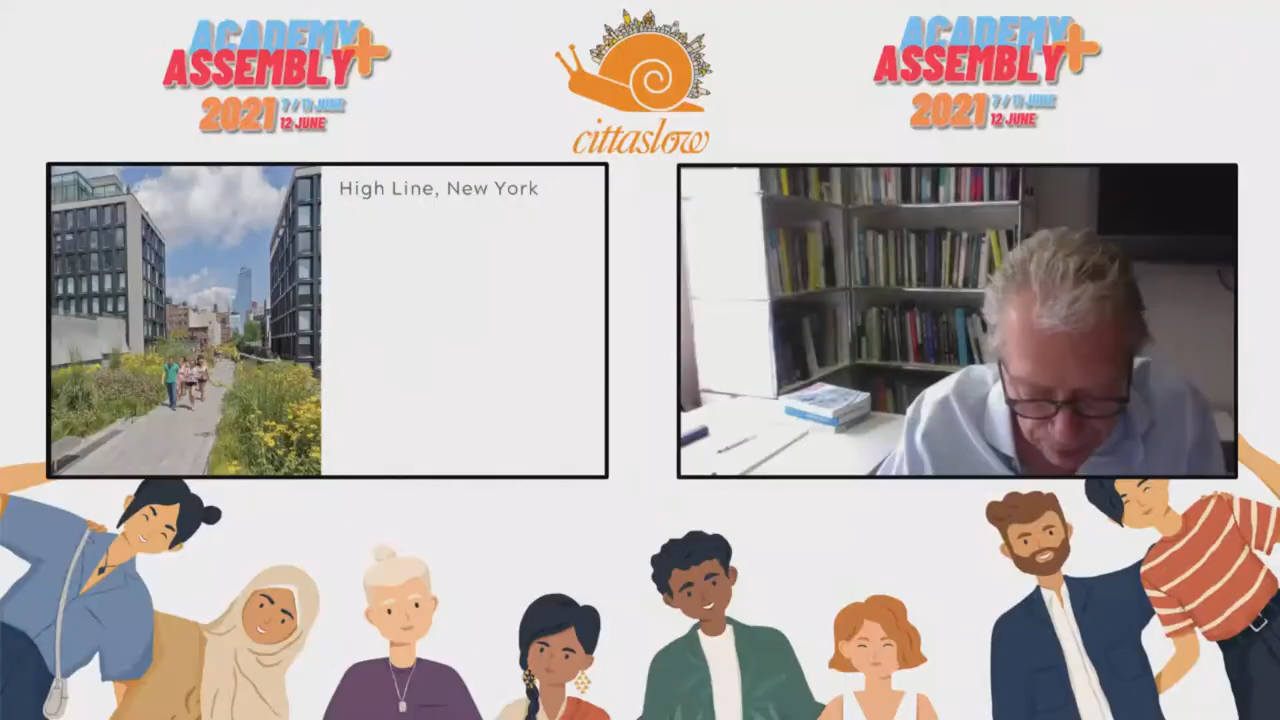 ACADEMY+
ASSEMBLY
2021 7 / 11 JUNE
12 JUNE
cittaslow
ACADEMY+
ASSEMBLY
2021 7 / 11 JUNE
12 JUNE
High Line, New York